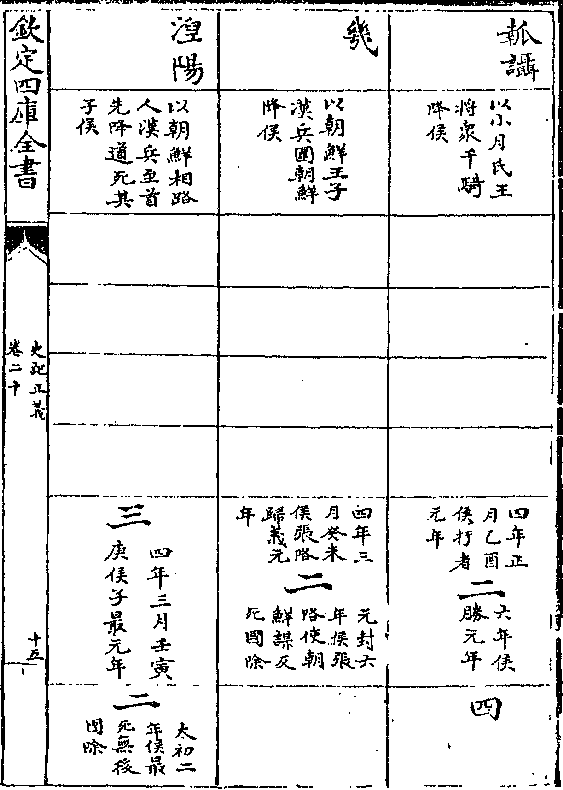 瓡讘
以小月氏王
將衆千騎
降侯
四年正
月乙酉
侯扜者
元年
二
六年侯
勝元年
四
幾
以朝鮮王子
漢兵圍朝鮮
降侯
四年三
月癸未
侯張路
歸義元
年
二
元封六
年侯張
路使朝
鮮謀反
死國除
涅陽
以朝鮮相路
人漢兵至首
先降道死其
子侯
三
四年三月壬寅
庚侯子最元年
二
太初二
年侯最
死無後
國除
欽定四庫全書
史記正義
卷二十
十五